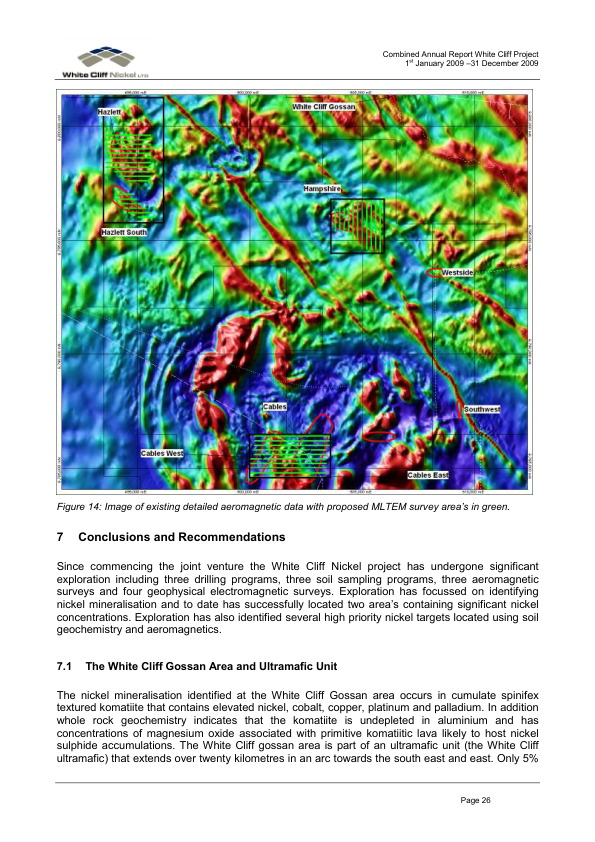 White Cliff Nickel LTD
Combined Annual Report White Cliff Project
1st January 2009 –31 December 2009
Hazlett
White Cliff Gossan
Hampshire
Hazlett South
Westside
Cables
Southwest
Cables West
Cables East
Figure 14: Image of existing detailed aeromagnetic data with proposed MLTEM survey area's in green.
7 Conclusions and Recommendations
Since commencing the joint venture the White Cliff Nickel project has undergone significant
exploration including three drilling programs, three soil sampling programs, three aeromagnetic
surveys and four geophysical electromagnetic surveys. Exploration has focussed on identifying
nickel mineralisation and to date has successfully located two area's containing significant nickel
concentrations. Exploration has also identified several high priority nickel targets located using soil
geochemistry and aeromagnetics.
7.1 The White Cliff Gossan Area and Ultramafic Unit
The nickel mineralisation identified at the White Cliff Gossan area occurs in cumulate spinifex
textured komatiite that contains elevated nickel, cobalt, copper, platinum and palladium. In addition
whole rock geochemistry indicates that the komatiite is undepleted in aluminium and has
concentrations of magnesium oxide associated with primitive komatiitic lava likely to host nickel
sulphide accumulations. The White Cliff gossan area is part of an ultramafic unit (the White Cliff
ultramafic) that extends over twenty kilometres in an arc towards the south east and east. Only 5%
Page 26